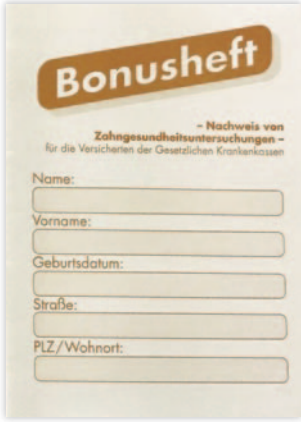 Bonusheft
– Nachweis von
Zahngesundheitsuntersuchungen –
für die Versicherten der Gesetzlichen Krankenkassen
Name:
Vorname:
Geburtsdatum:
Straße:
PLZ/Wohnort: